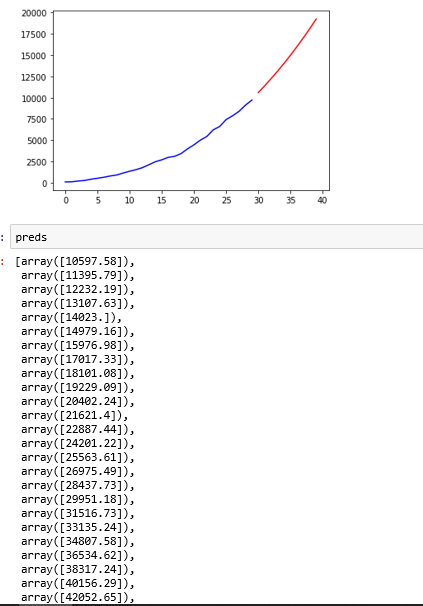 20000
17500
15000
12500
10000
7500
5000
2500
0
0 5 10 15 20 25 30 35 40
: preds
: [array([10597.58]),
array([11395.79]),
array([12232.19]),
array([13107.63]),
array([14023.]),
array([14979.16]),
array([15976.98]),
array([17017.33]),
array([18101.08]),
array([19229.09]),
array([20402.24]),
array([21621.4]),
array([22887.44]),
array([24201.22]),
array([25563.61]),
array([26975.49]),
array([28437.73]),
array([29951.18]),
array([31516.73]),
array([33135.24]),
array([34807.58]),
array([36534.62]),
array([38317.24]),
array([40156.29]),
array([42052.65]),